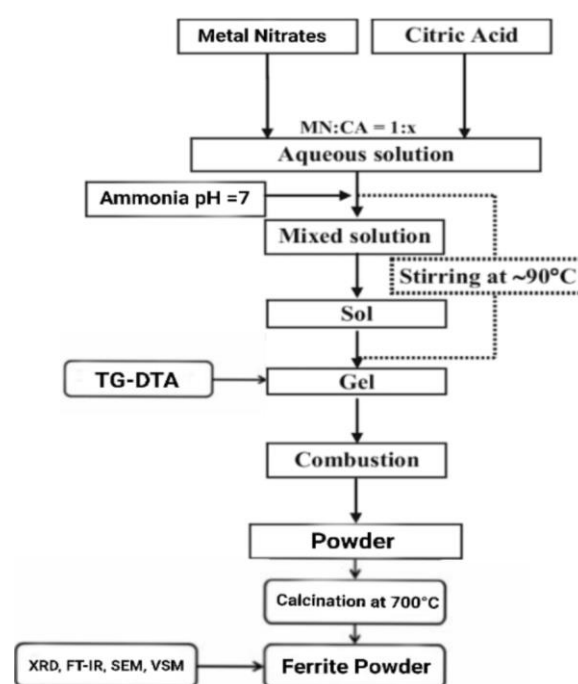 Metal Nitrates
Citric Acid
MN:CA = 1:x
Aqueous solution
Ammonia pH =7
Mixed solution
Stirring at ~90°C
Sol
TG-DTA
Gel
Combustion
Powder
Calcination at 700°C
XRD, FT-IR, SEM, VSM
Ferrite Powder